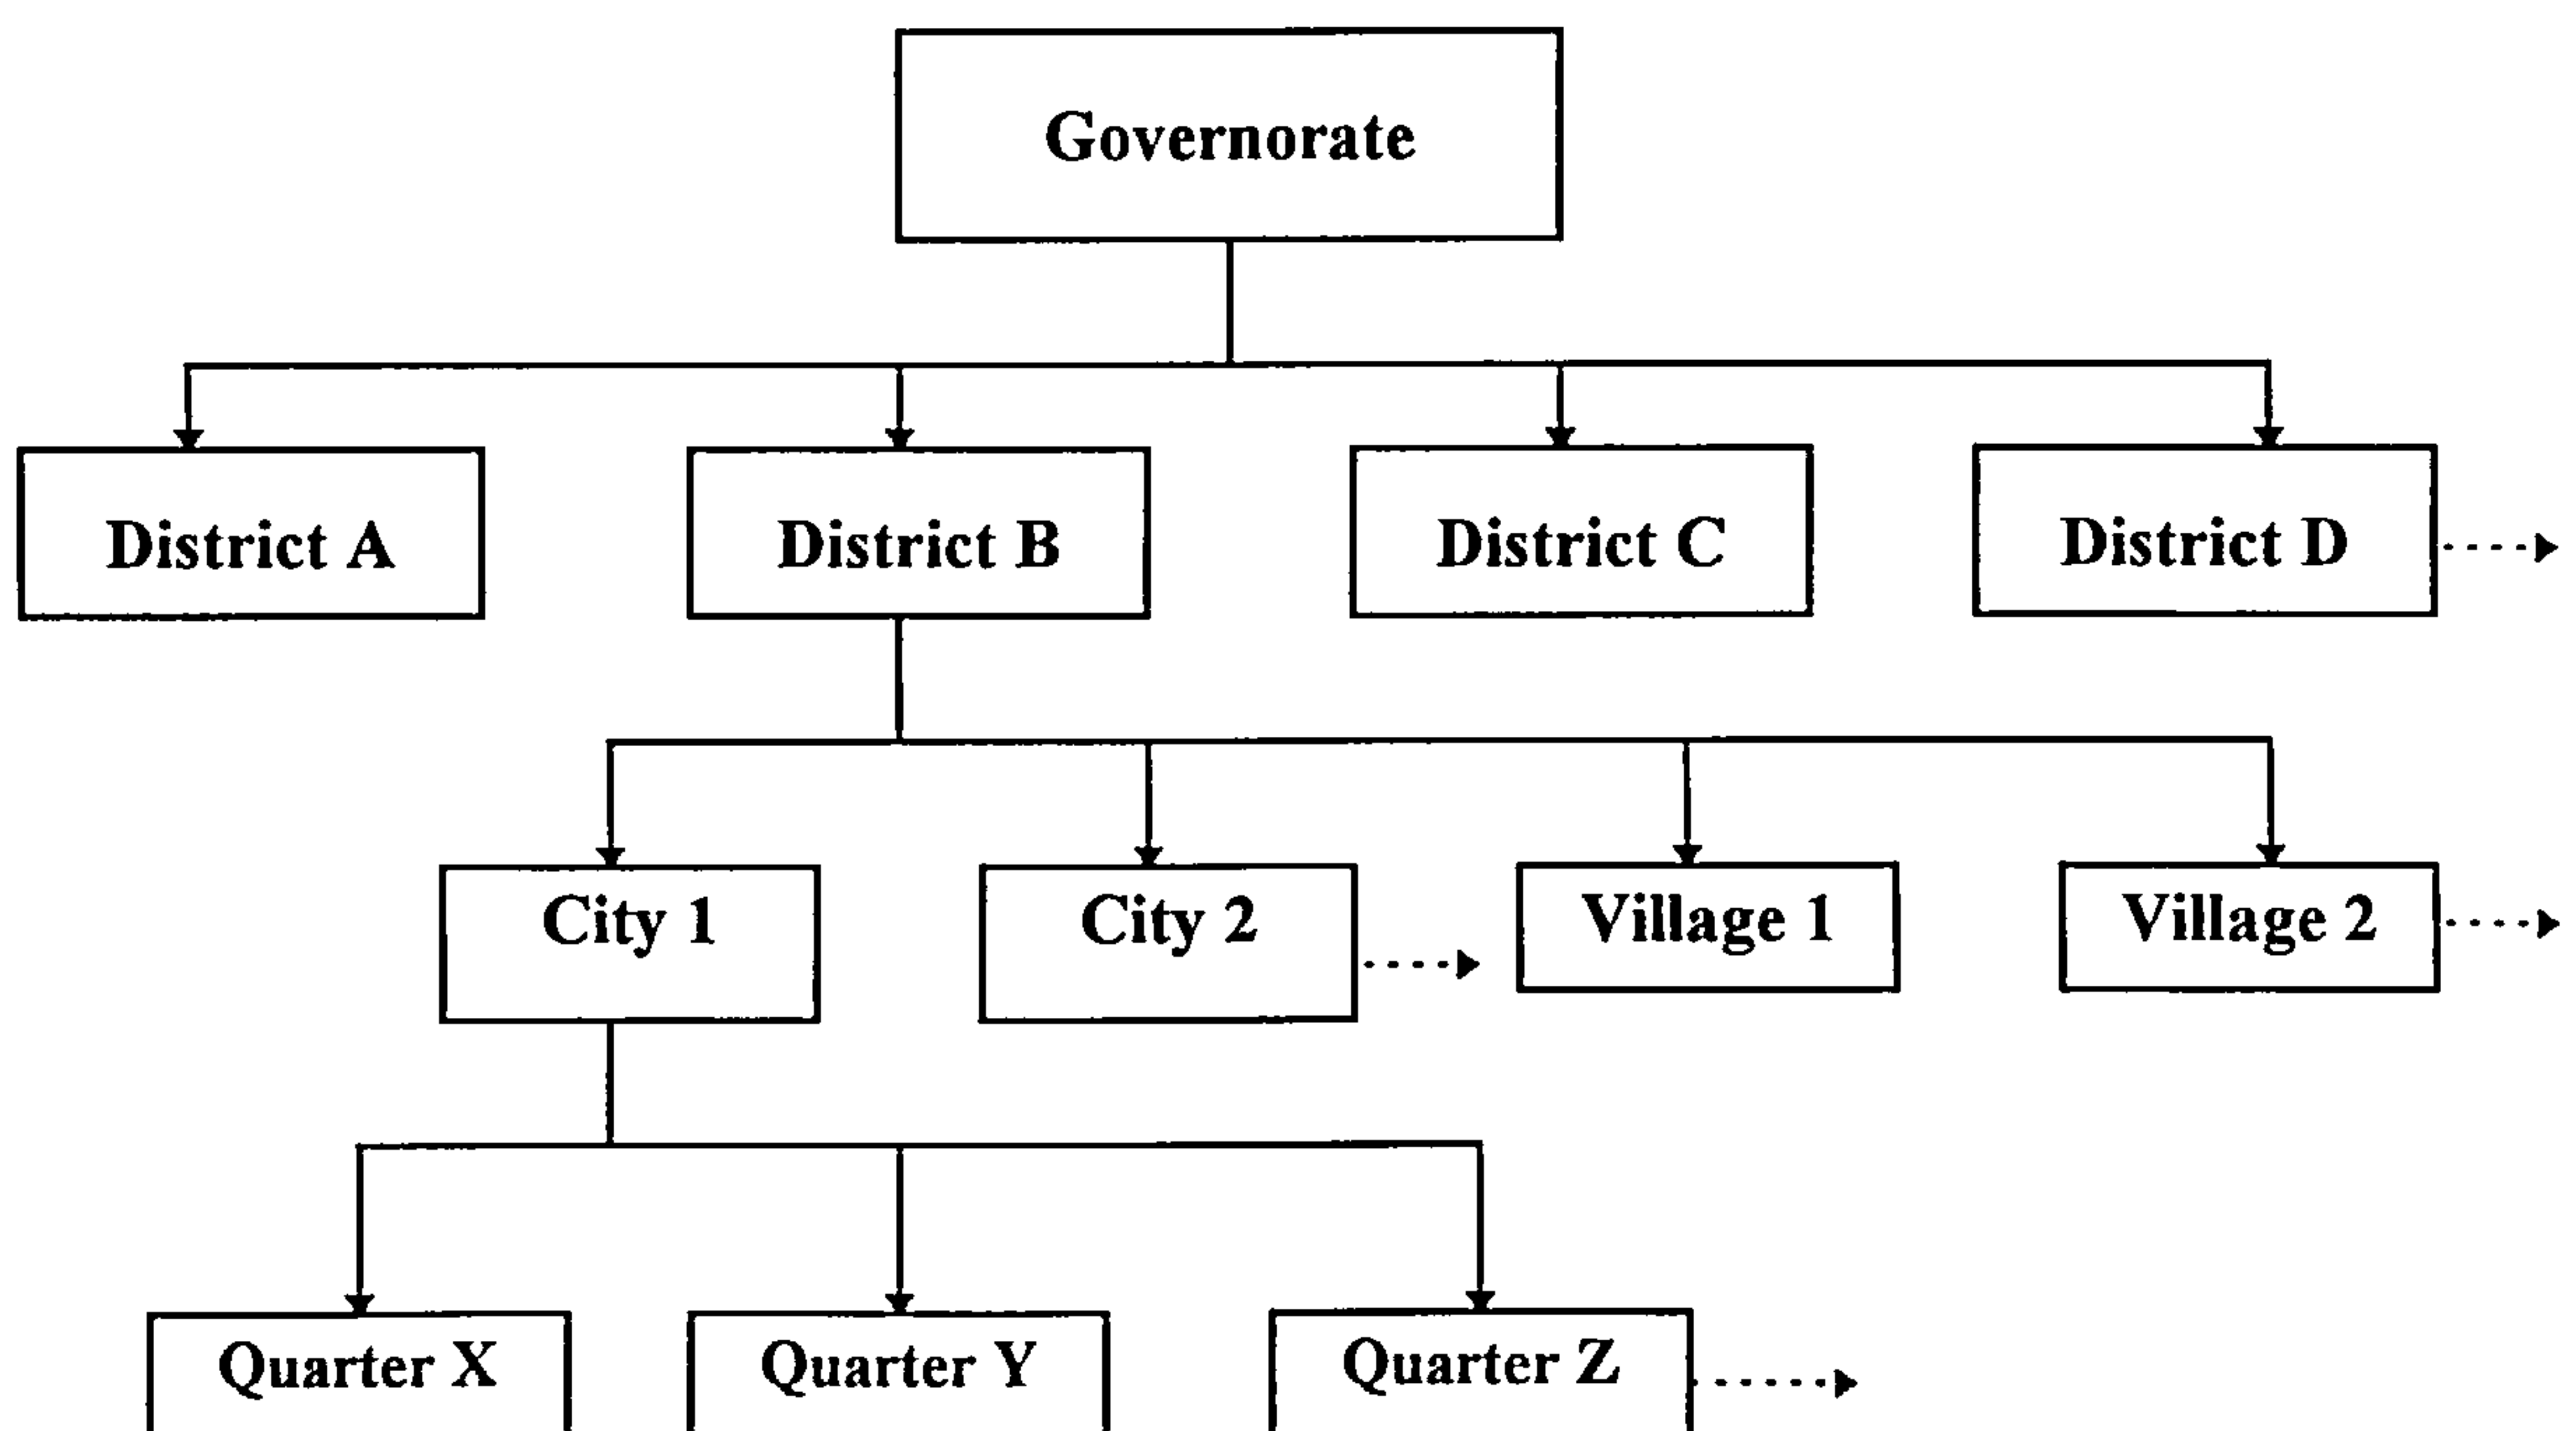 Governorate
District A
District B
District C
District D
City 1
City 2
Village 1
Village 2
Quarter X
Quarter Y
Quarter Z